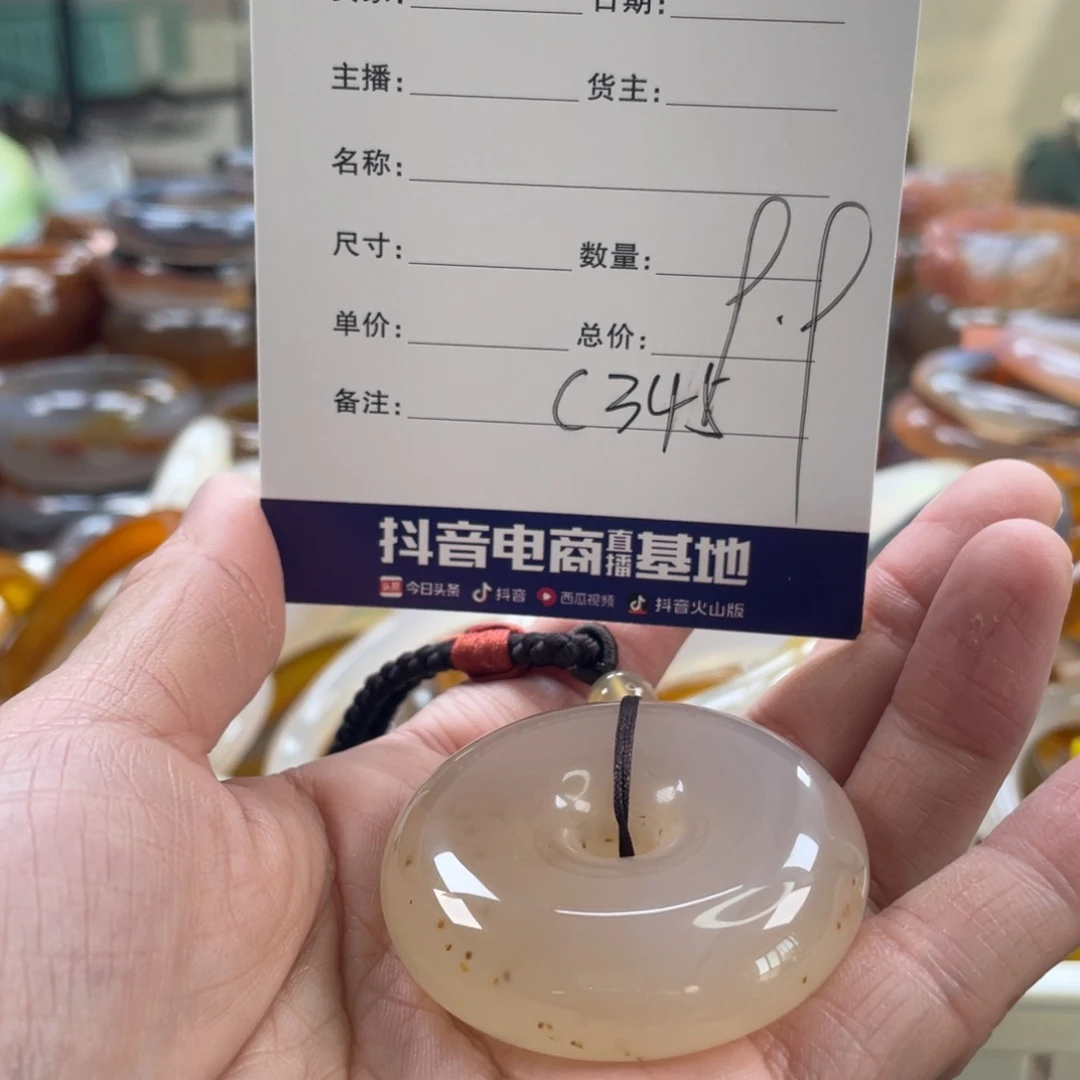 日期:
主播: 货主:
名称:
尺寸: 数量:
单价: 总价:
备注: C345
抖音电商直播基地
头条 今日头条 抖音 西瓜视频 抖音火山版